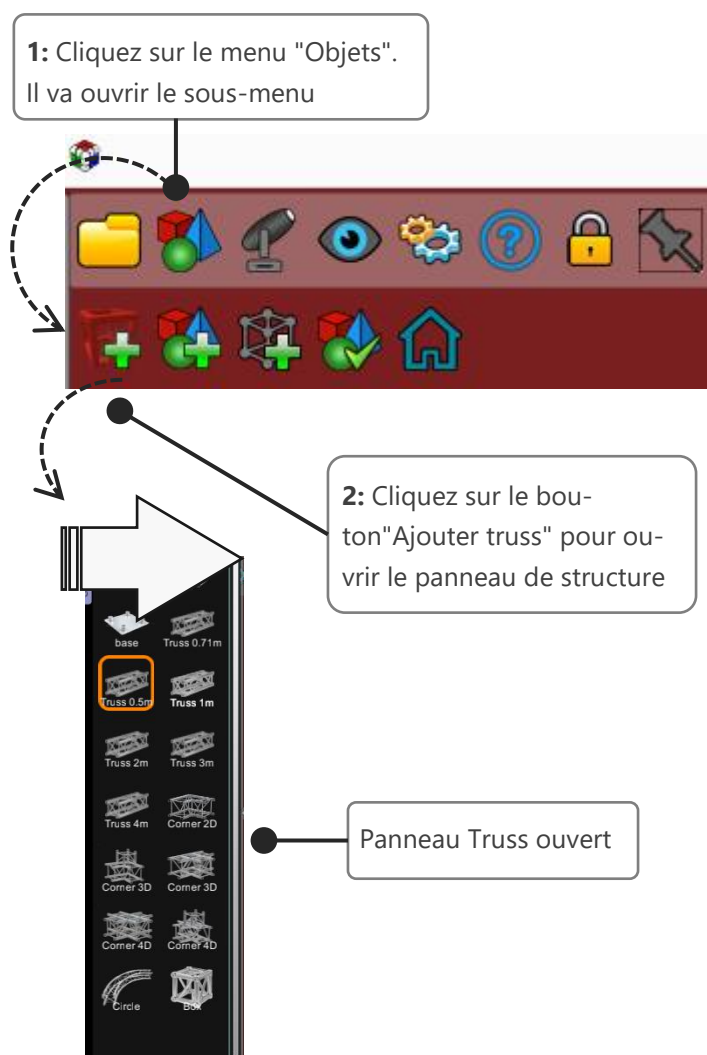 1: Cliquez sur le menu "Objets".
Il va ouvrir le sous-menu
2: Cliquez sur le bou-
ton"Ajouter truss" pour ou-
vrir le panneau de structure
base
Truss 0.71m
Truss 0.5m
Truss 1m
Truss 2m
Truss 3m
Truss 4m
Corner 2D
Corner 3D
Corner 3D
Corner 4D
Corner 4D
Circle
Box
Panneau Truss ouvert